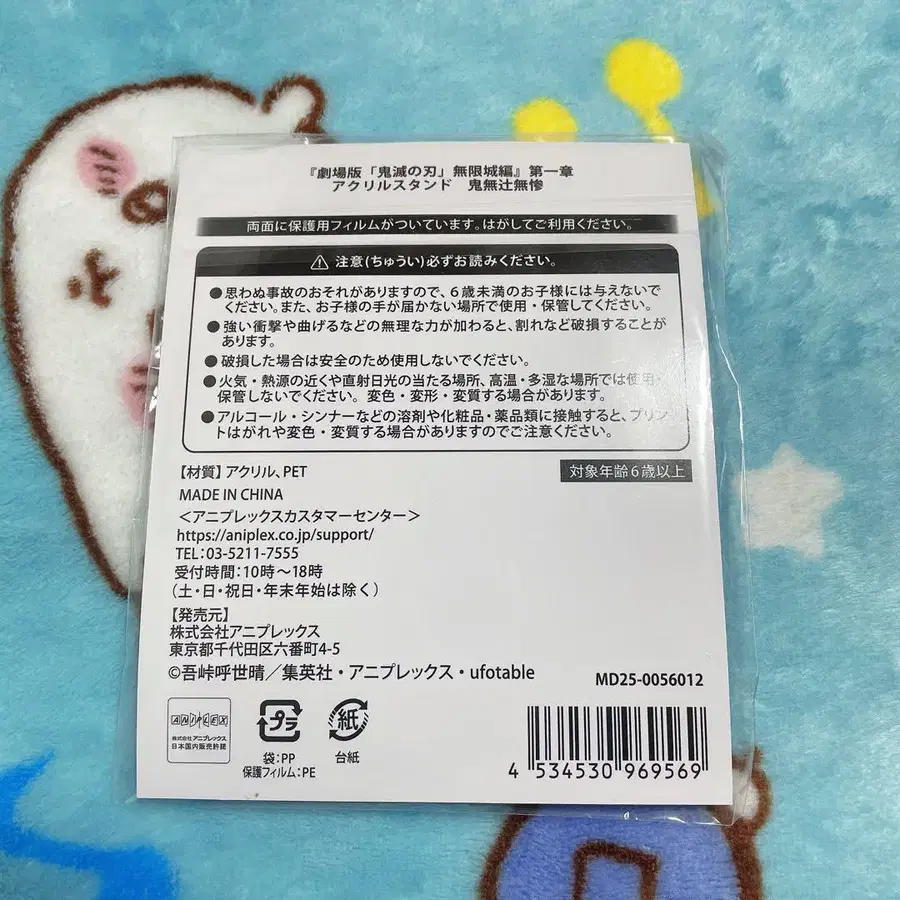 『劇場版「鬼滅の刃」無限城編』第一章
アクリルスタンド　鬼舞辻無惨
両面に保護用フィルムがついています。はがしてご利用ください。
⚠ 注意(ちゅうい)必ずお読みください。
●思わぬ事故のおそれがありますので、６歳未満のお子様には与えないで
ください。また、お子様の手が届かない場所で使用・保管してください。
●強い衝撃や曲げるなどの無理な力が加わると、割れなど破損することが
あります。
●破損した場合は安全のため使用しないでください。
●火気・熱源の近くや直射日光の当たる場所、高温・多湿な場所では使用・
保管しないでください。変色・変形・変質する場合があります。
●アルコール・シンナーなどの溶剤や化粧品・薬品類に接触すると、プリン
トはがれや変色・変質する場合がありますのでご注意ください。
【材質】アクリル、PET
対象年齢６歳以上
MADE IN CHINA
＜アニプレックスカスタマーセンター＞
https://aniplex.co.jp/support/
TEL:03-5211-7555
受付時間：10時〜18時
（土・日・祝日・年末年始は除く）
【発売元】
株式会社アニプレックス
東京都千代田区六番町4-5
©吾峠呼世晴／集英社・アニプレックス・ufotable
MD25-0056012
ANIPLEX
株式会社アニプレックス
日本国内販売許諾
プラ
袋：PP
保護フィルム：PE
紙
台紙
4 534530 969569